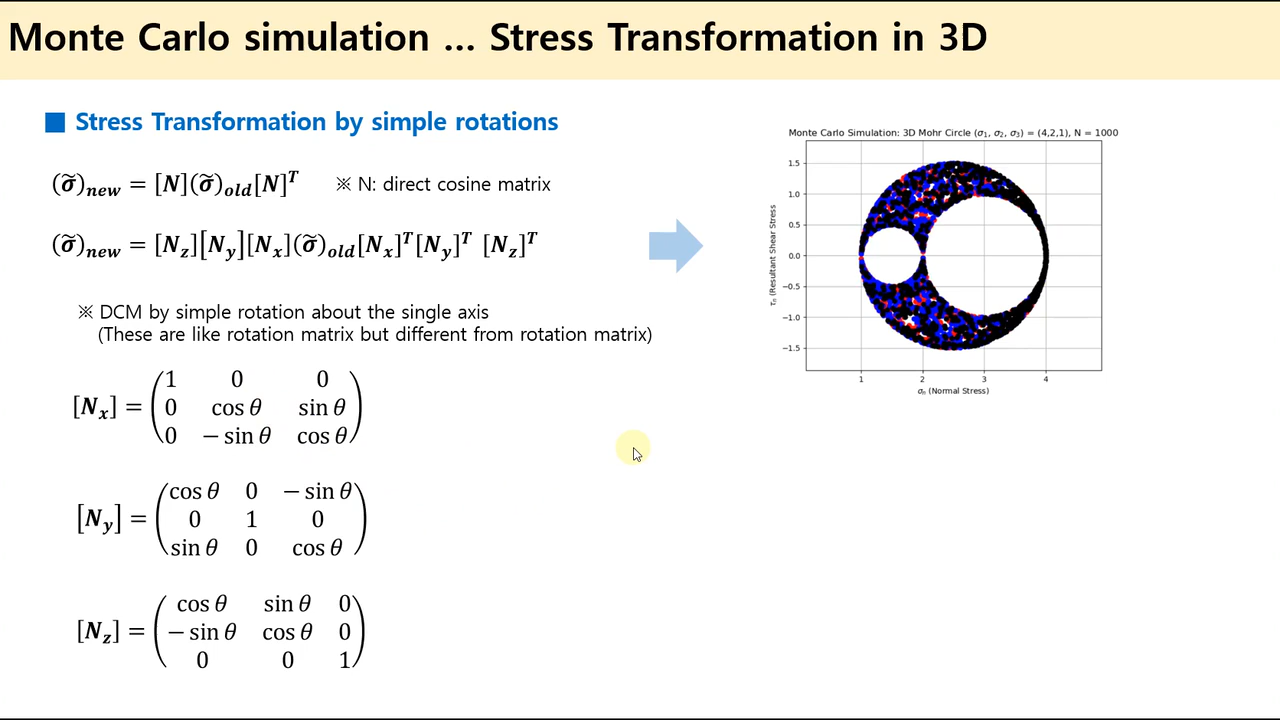 Monte Carlo simulation … Stress Transformation in 3D
■ Stress Transformation by simple rotations
(σ̃)new = [N](σ̃)old[N]ᵀ ※ N: direct cosine matrix
(σ̃)new = [Nz][Ny][Nx](σ̃)old[Nx]ᵀ[Ny]ᵀ [Nz]ᵀ
※ DCM by simple rotation about the single axis
(These are like rotation matrix but different from rotation matrix)
[Nx] =
1 0 0
0 cos θ sin θ
0 − sin θ cos θ
[Ny] =
cos θ 0 − sin θ
0 1 0
sin θ 0 cos θ
[Nz] =
cos θ sin θ 0
− sin θ cos θ 0
0 0 1
Monte Carlo Simulation: 3D Mohr Circle (σ₁, σ₂, σ₃) = (4,2,1), N = 1000
τn (Resultant Shear Stress)
1.5
1.0
0.5
0.0
−0.5
−1.0
−1.5
1 2 3 4
σn (Normal Stress)